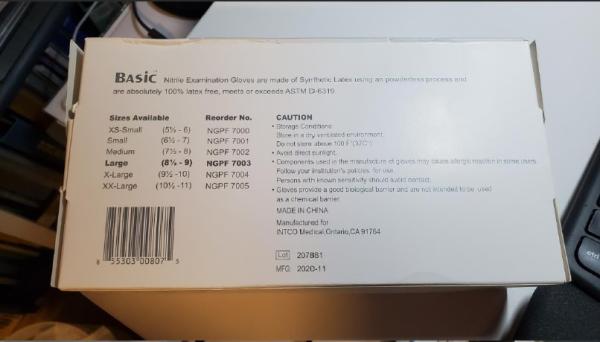 BASIC Nitrile Examination Gloves are made of Synthetic Latex using an powderless process and
are absolutely 100% latex free, meets or exceeds ASTM D-6319.
Sizes Available Reorder No.
XS-Small (5½ - 6) NGPF 7000
Small (6½ - 7) NGPF 7001
Medium (7½ - 8) NGPF 7002
Large (8½ - 9) NGPF 7003
X-Large (9½ -10) NGPF 7004
XX-Large (10½ -11) NGPF 7005
CAUTION
• Storage Conditions:
Store in a dry ventilated environment.
Do not store above 100 F°(37C°)
• Avoid direct sunlight.
• Components used in the manufacture of gloves may cause allergic reaction in some users.
Follow your institution's policies for use.
Persons with known sensitivity should avoid contact.
• Gloves provide a good biological barrier and are not intended to be used
as a chemical barrier.
MADE IN CHINA
Manufactured for
INTCO Medical,Ontario,CA 91764
Lot 207881
MFG. 2020-11
8 55303 00807 5
ctrl